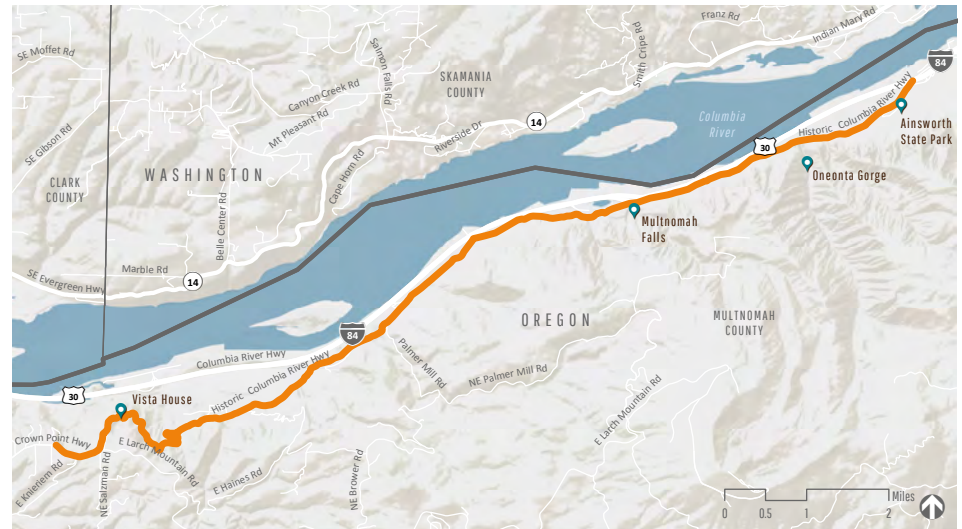 Franz Rd
Indian Mary Rd
SE Moffet Rd
Salmon Falls Rd
Smith Cripe Rd
84
SKAMANIA
COUNTY
Canyon Creek Rd
Mt Pleasant Rd
Historic Columbia River Hwy
Columbia
River
14
Riverside Dr
Ainsworth
State Park
SE Gibson Rd
30
Cape Horn Rd
Oneonta Gorge
WASHINGTON
CLARK
COUNTY
Belle Center Rd
Multnomah
Falls
Marble Rd
SE Evergreen Hwy
14
OREGON
MULTNOMAH
COUNTY
84
Columbia River Hwy
Palmer Mill Rd
NE Palmer Mill Rd
Historic Columbia River Hwy
30
Vista House
E Larch Mountain Rd
Crown Point Hwy
E Larch Mountain Rd
E Knieriem Rd
NE Salzman Rd
E Haines Rd
NE Brower Rd
Miles
0 0.5 1 2